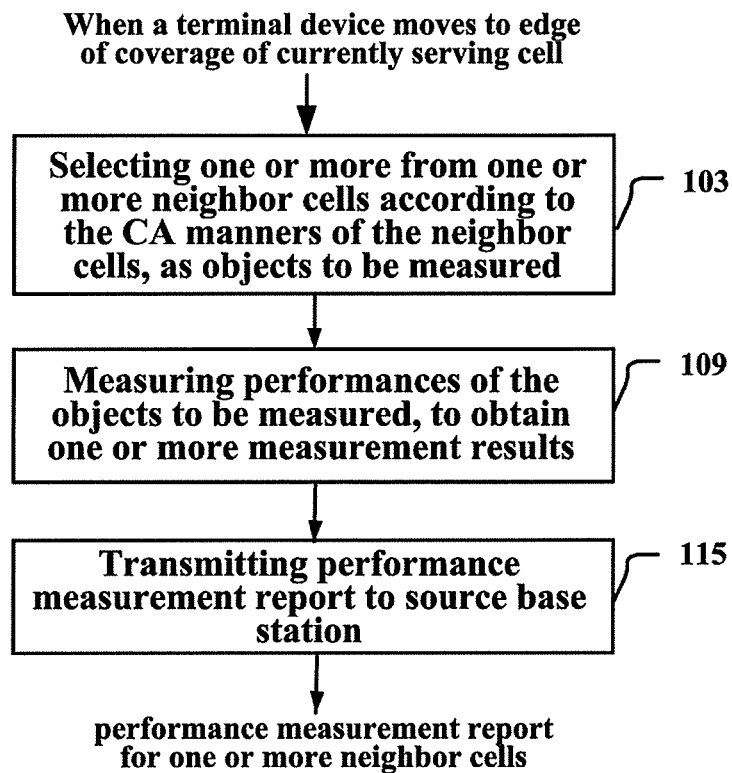 When a terminal device moves to edge
of coverage of currently serving cell
Selecting one or more from one or
more neighbor cells according to
the CA manners of the neighbor
cells, as objects to be measured
103
Measuring performances of the
objects to be measured, to obtain
one or more measurement results
109
Transmitting performance
measurement report to source base
station
115
performance measurement report
for one or more neighbor cells